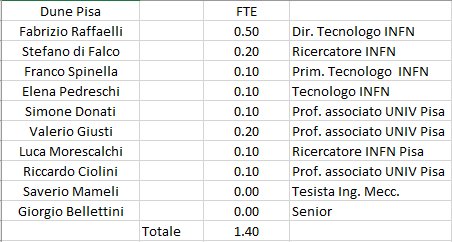 Dune Pisa FTE
Fabrizio Raffaelli 0.50 Dir. Tecnologo INFN
Stefano di Falco 0.20 Ricercatore INFN
Franco Spinella 0.10 Prim. Tecnologo INFN
Elena Pedreschi 0.10 Tecnologo INFN
Simone Donati 0.10 Prof. associato UNIV Pisa
Valerio Giusti 0.20 Prof. associato UNIV Pisa
Luca Morescalchi 0.10 Ricercatore INFN Pisa
Riccardo Ciolini 0.10 Prof. associato UNIV Pisa
Saverio Mameli 0.00 Tesista Ing. Mecc.
Giorgio Bellettini 0.00 Senior
Totale 1.40